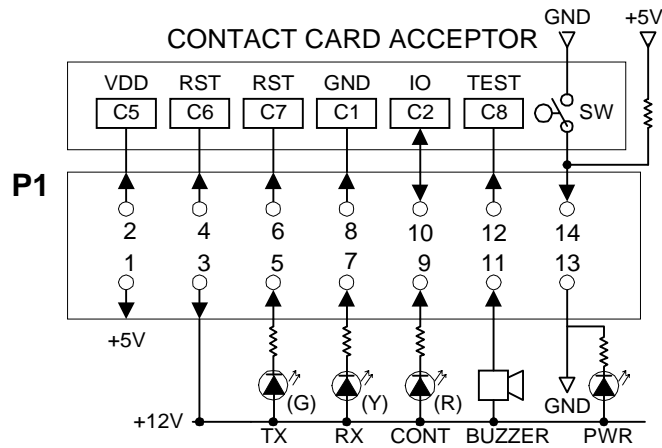 GND +5V
CONTACT CARD ACCEPTOR
VDD RST RST GND IO TEST
C5 C6 C7 C1 C2 C8 SW
P1
2 4 6 8 10 12 14
1 3 5 7 9 11 13
+5V
(G) (Y) (R) GND
+12V
TX RX CONT BUZZER PWR